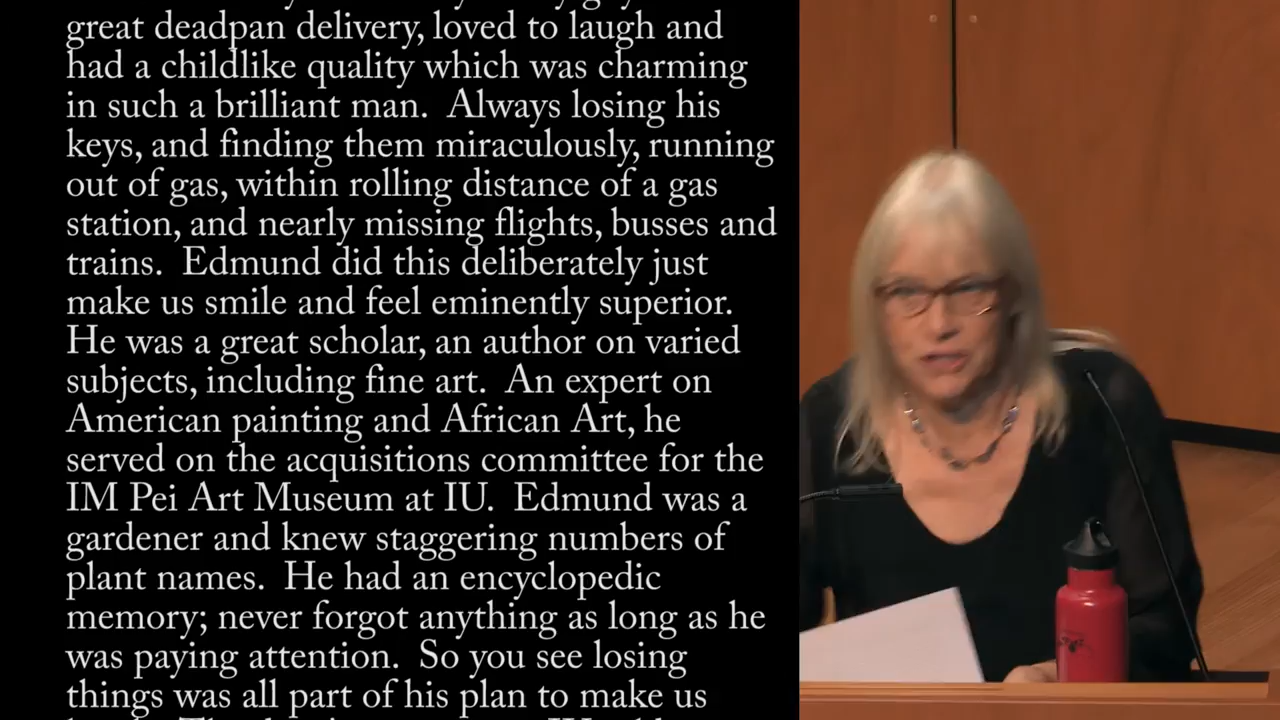 great deadpan delivery, loved to laugh and
had a childlike quality which was charming
in such a brilliant man.  Always losing his
keys, and finding them miraculously, running
out of gas, within rolling distance of a gas
station, and nearly missing flights, busses and
trains.  Edmund did this deliberately just
make us smile and feel eminently superior.
He was a great scholar, an author on varied
subjects, including fine art.  An expert on
American painting and African Art, he
served on the acquisitions committee for the
IM Pei Art Museum at IU.  Edmund was a
gardener and knew staggering numbers of
plant names.  He had an encyclopedic
memory; never forgot anything as long as he
was paying attention.  So you see losing
things was all part of his plan to make us